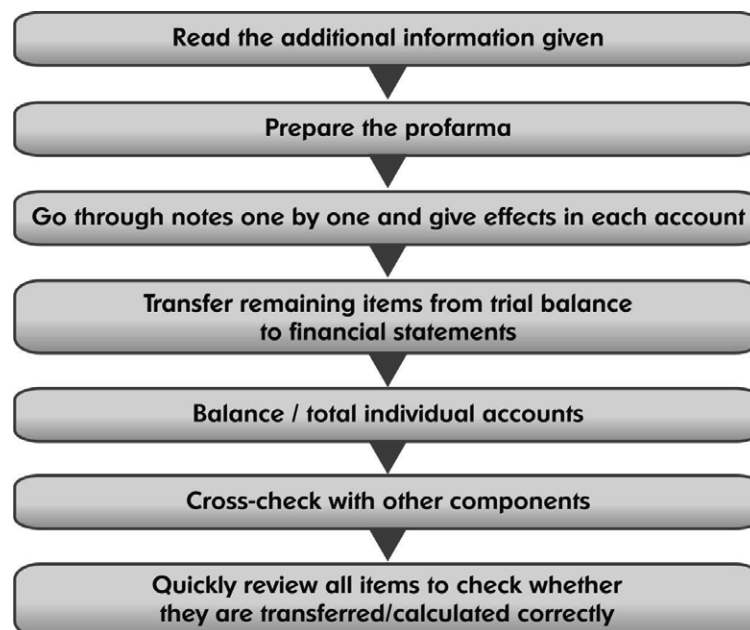 Read the additional information given
Prepare the profarma
Go through notes one by one and give effects in each account
Transfer remaining items from trial balance
to financial statements
Balance / total individual accounts
Cross-check with other components
Quickly review all items to check whether
they are transferred/calculated correctly